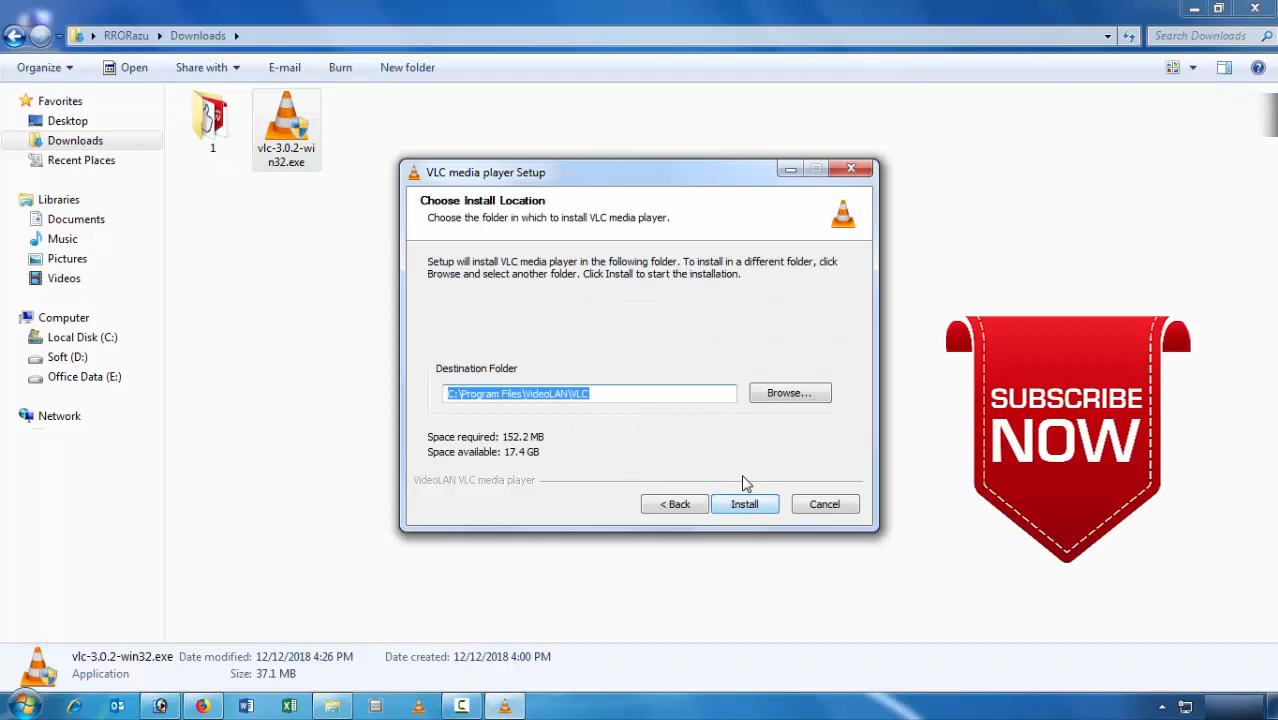 RRORazu
Downloads
Search Downloads
Organize
Open
Share with
E-mail
Burn
New folder
Favorites
Desktop
Downloads
Recent Places
Libraries
Documents
Music
Pictures
Videos
Computer
Local Disk (C:)
Soft (D:)
Office Data (E:)
Network
1
vlc-3.0.2-wi
n32.exe
VLC media player Setup
Choose Install Location
Choose the folder in which to install VLC media player.
Setup will install VLC media player in the following folder. To install in a different folder, click
Browse and select another folder. Click Install to start the installation.
Destination Folder
C:\Program Files\VideoLAN\VLC
Browse...
Space required: 152.2 MB
Space available: 17.4 GB
VideoLAN VLC media player
< Back
Install
Cancel
SUBSCRIBE
NOW
vlc-3.0.2-win32.exe Date modified: 12/12/2018 4:26 PM Date created: 12/12/2018 4:00 PM
Application Size: 37.1 MB